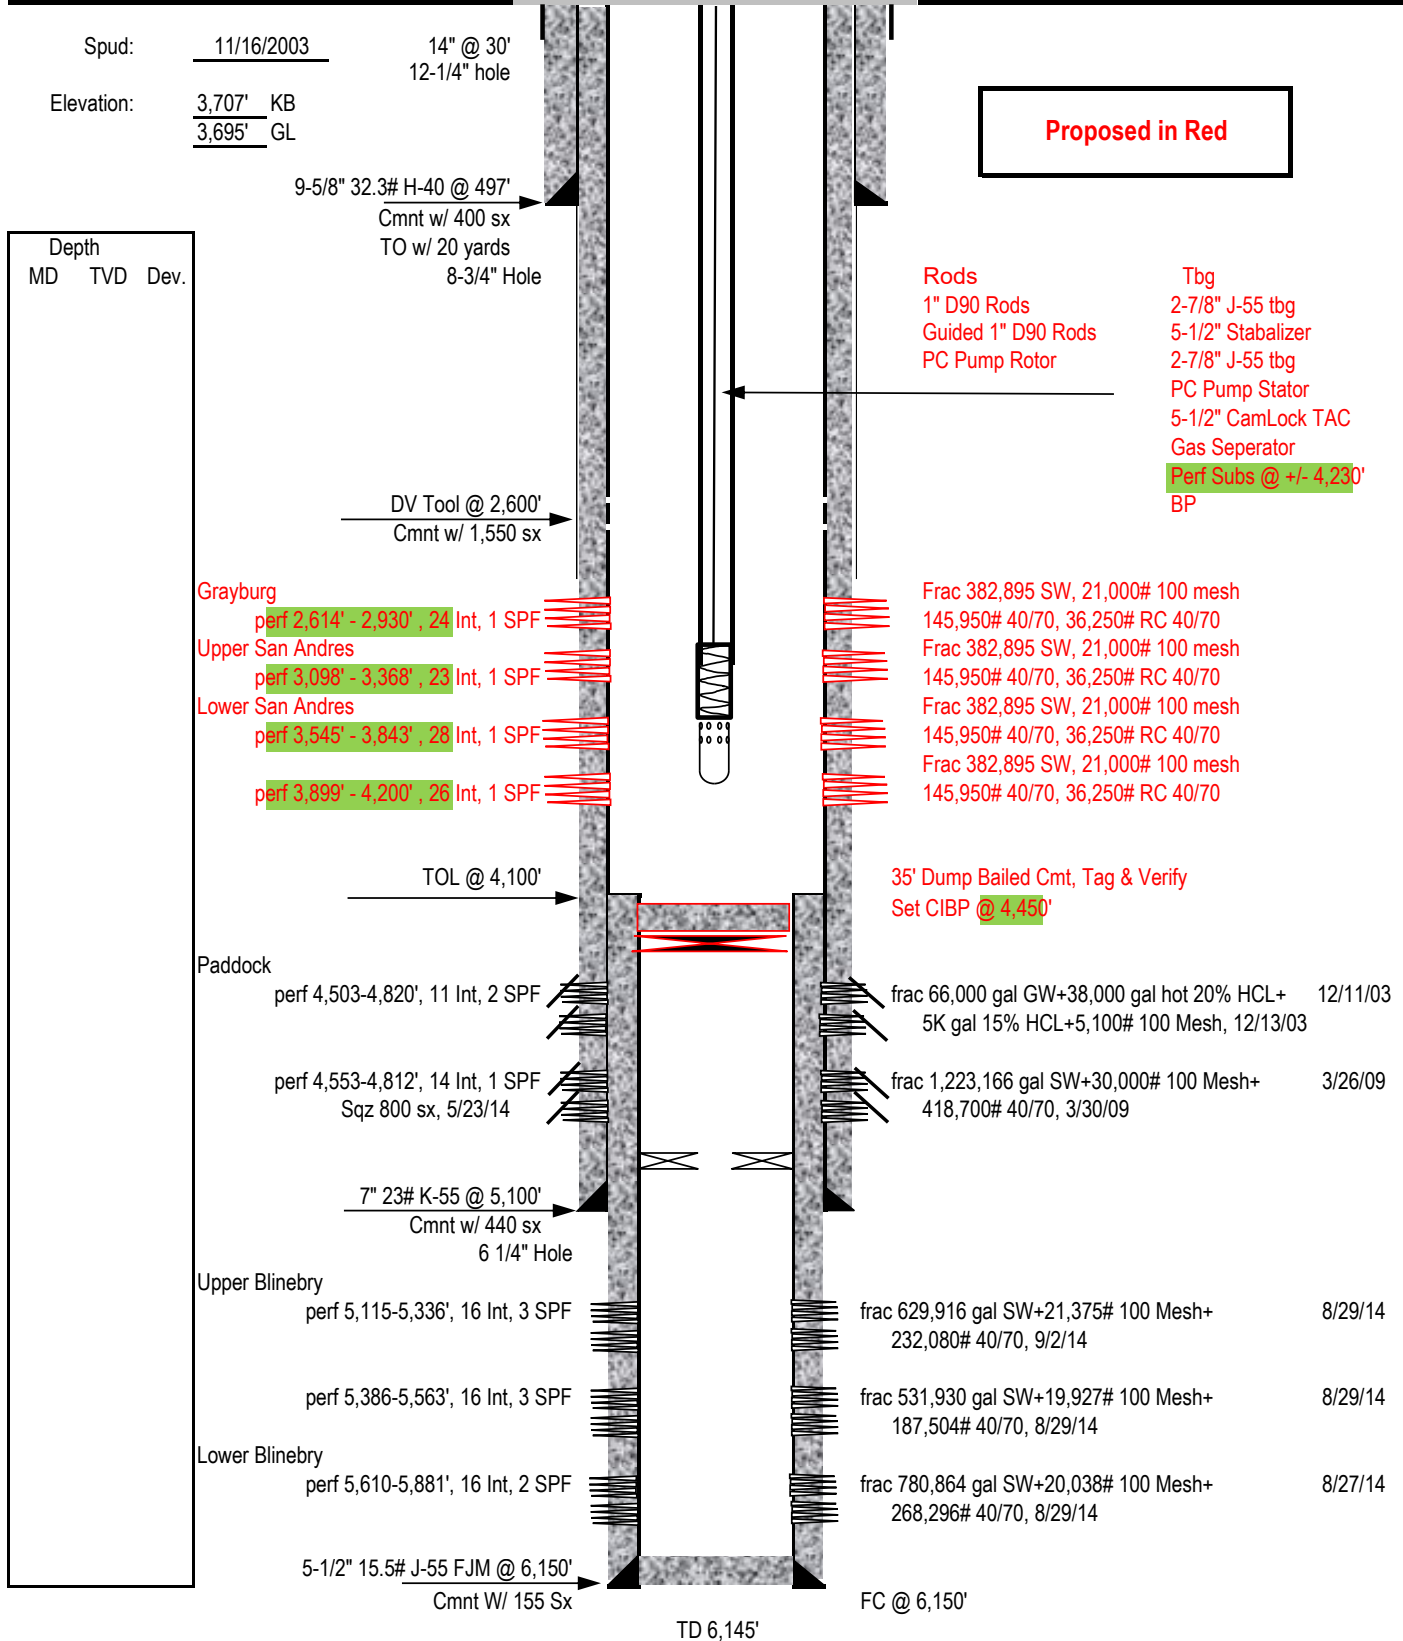 Spud: 11/16/2003 14" @ 30'
12-1/4" hole
Elevation: 3,707' KB
3,695' GL
Proposed in Red
9-5/8" 32.3# H-40 @ 497'
Cmnt w/ 400 sx
TO w/ 20 yards
8-3/4" Hole
Depth
MD TVD Dev.
Rods Tbg
1" D90 Rods 2-7/8" J-55 tbg
Guided 1" D90 Rods 5-1/2" Stabalizer
PC Pump Rotor 2-7/8" J-55 tbg
PC Pump Stator
5-1/2" CamLock TAC
Gas Seperator
Perf Subs @ +/- 4,230'
BP
DV Tool @ 2,600'
Cmnt w/ 1,550 sx
Grayburg Frac 382,895 SW, 21,000# 100 mesh
perf 2,614' - 2,930' , 24 Int, 1 SPF 145,950# 40/70, 36,250# RC 40/70
Upper San Andres Frac 382,895 SW, 21,000# 100 mesh
perf 3,098' - 3,368' , 23 Int, 1 SPF 145,950# 40/70, 36,250# RC 40/70
Lower San Andres Frac 382,895 SW, 21,000# 100 mesh
perf 3,545' - 3,843' , 28 Int, 1 SPF 145,950# 40/70, 36,250# RC 40/70
Frac 382,895 SW, 21,000# 100 mesh
perf 3,899' - 4,200' , 26 Int, 1 SPF 145,950# 40/70, 36,250# RC 40/70
TOL @ 4,100' 35' Dump Bailed Cmt, Tag & Verify
Set CIBP @ 4,450'
Paddock
perf 4,503-4,820', 11 Int, 2 SPF frac 66,000 gal GW+38,000 gal hot 20% HCL+ 12/11/03
5K gal 15% HCL+5,100# 100 Mesh, 12/13/03
perf 4,553-4,812', 14 Int, 1 SPF frac 1,223,166 gal SW+30,000# 100 Mesh+ 3/26/09
Sqz 800 sx, 5/23/14 418,700# 40/70, 3/30/09
7" 23# K-55 @ 5,100'
Cmnt w/ 440 sx
6 1/4" Hole
Upper Blinebry
perf 5,115-5,336', 16 Int, 3 SPF frac 629,916 gal SW+21,375# 100 Mesh+ 8/29/14
232,080# 40/70, 9/2/14
perf 5,386-5,563', 16 Int, 3 SPF frac 531,930 gal SW+19,927# 100 Mesh+ 8/29/14
187,504# 40/70, 8/29/14
Lower Blinebry
perf 5,610-5,881', 16 Int, 2 SPF frac 780,864 gal SW+20,038# 100 Mesh+ 8/27/14
268,296# 40/70, 8/29/14
5-1/2" 15.5# J-55 FJM @ 6,150'
Cmnt W/ 155 Sx FC @ 6,150'
TD 6,145'